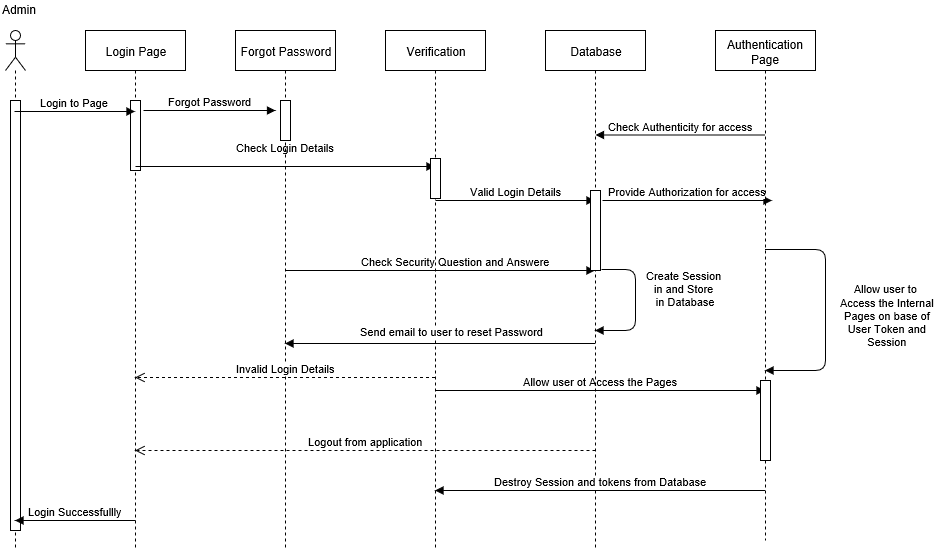 Admin
Login Page
Forgot Password
Verification
Database
Authentication
Page
Login to Page
Forgot Password
Check Authenticity for access
Check Login Details
Valid Login Details
Provide Authorization for access
Check Security Question and Answere
Create Session
in and Store
in Database
Allow user to
Access the Internal
Pages on base of
User Token and
Session
Send email to user to reset Password
Invalid Login Details
Allow user ot Access the Pages
Logout from application
Destroy Session and tokens from Database
Login Successfullly